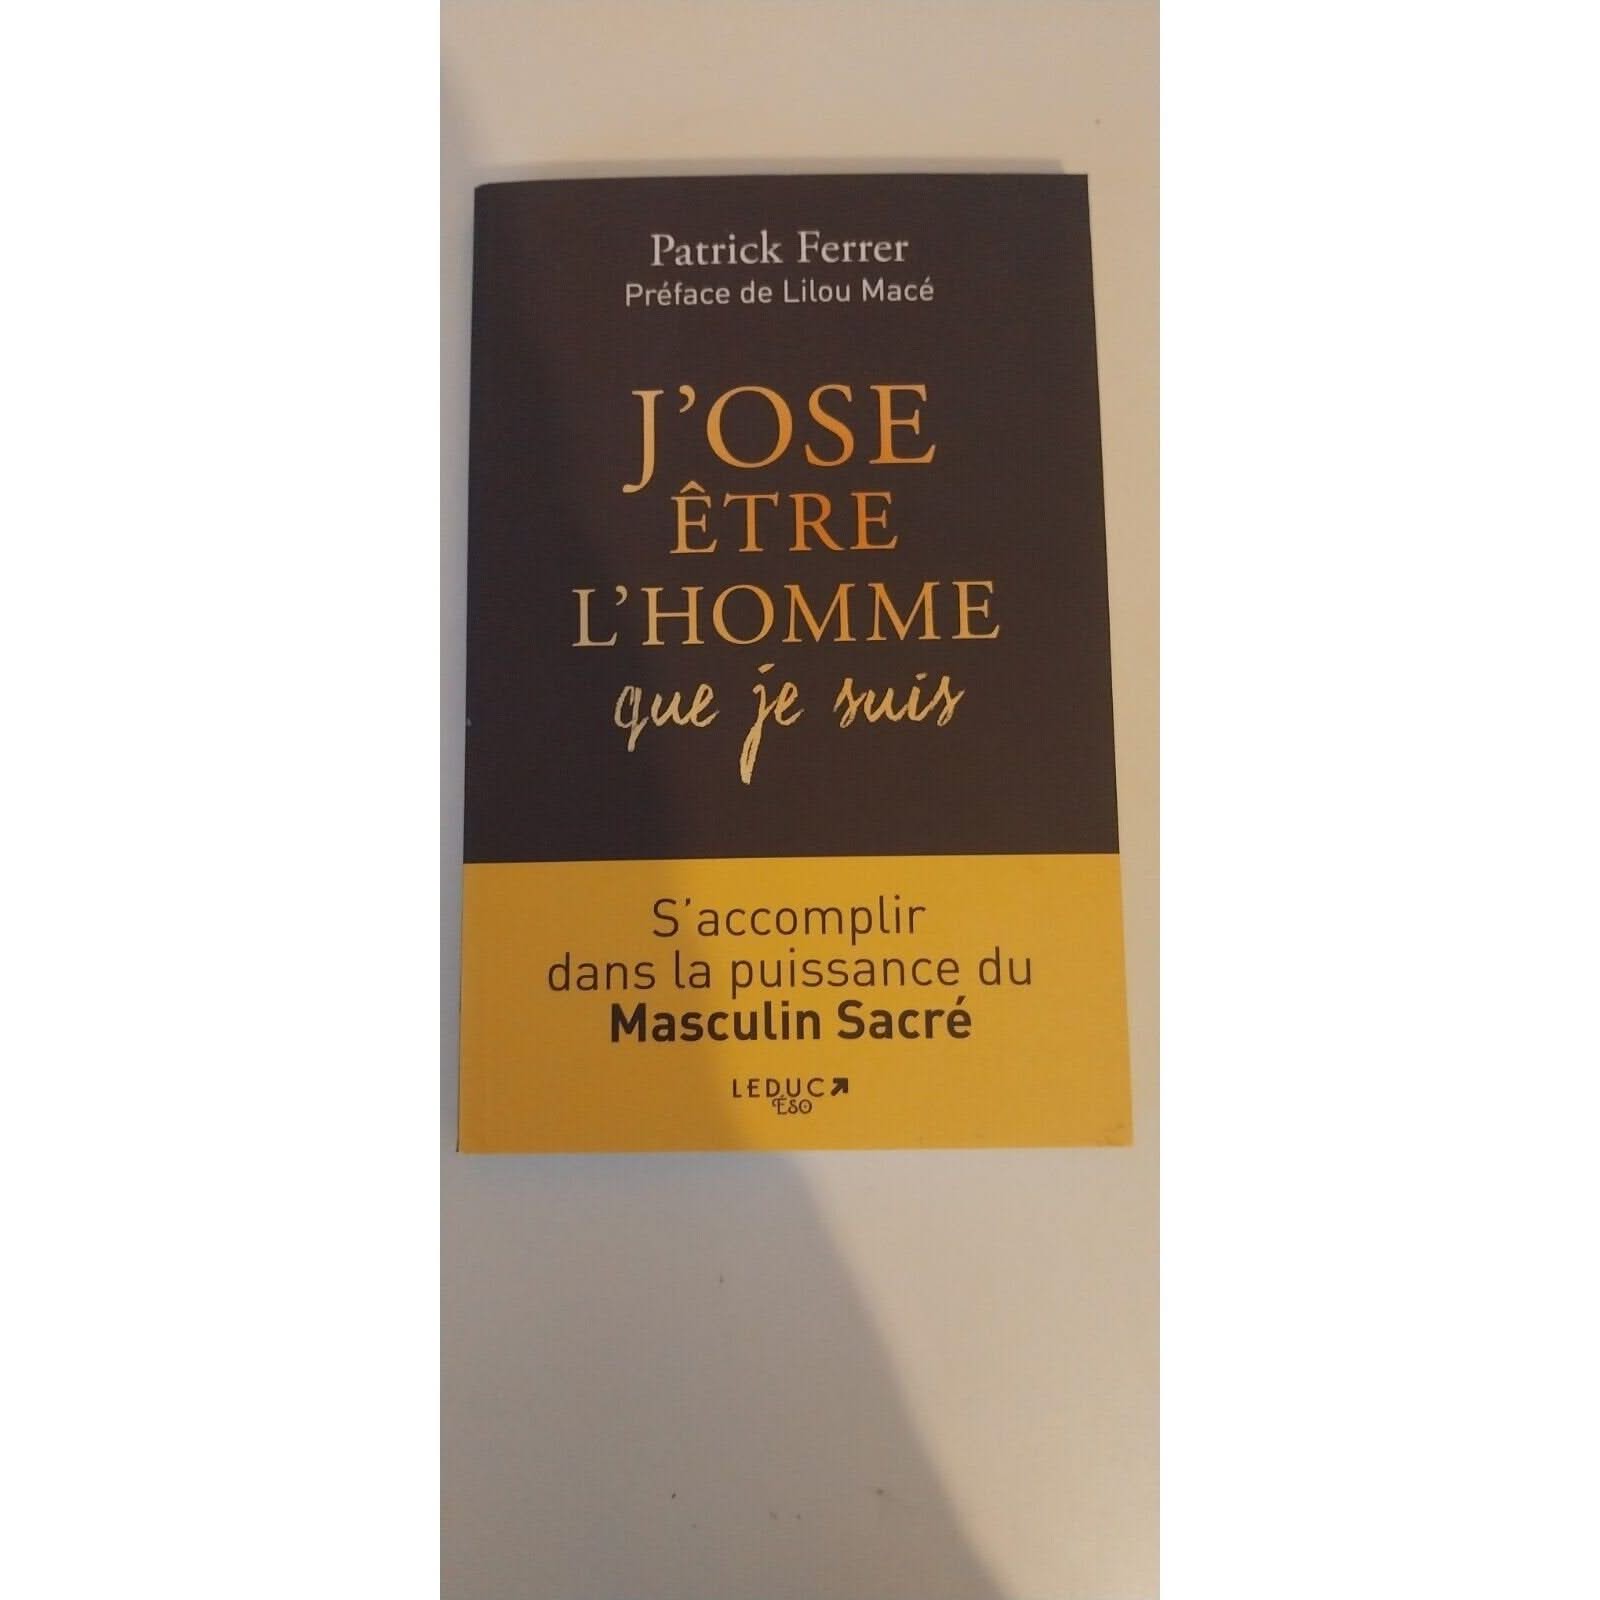 Patrick Ferrer
Préface de Lilou Macé
J'OSE
ÊTRE
L'HOMME
que je suis
S'accomplir
dans la puissance du
Masculin Sacré
LEDUC
ÉSO